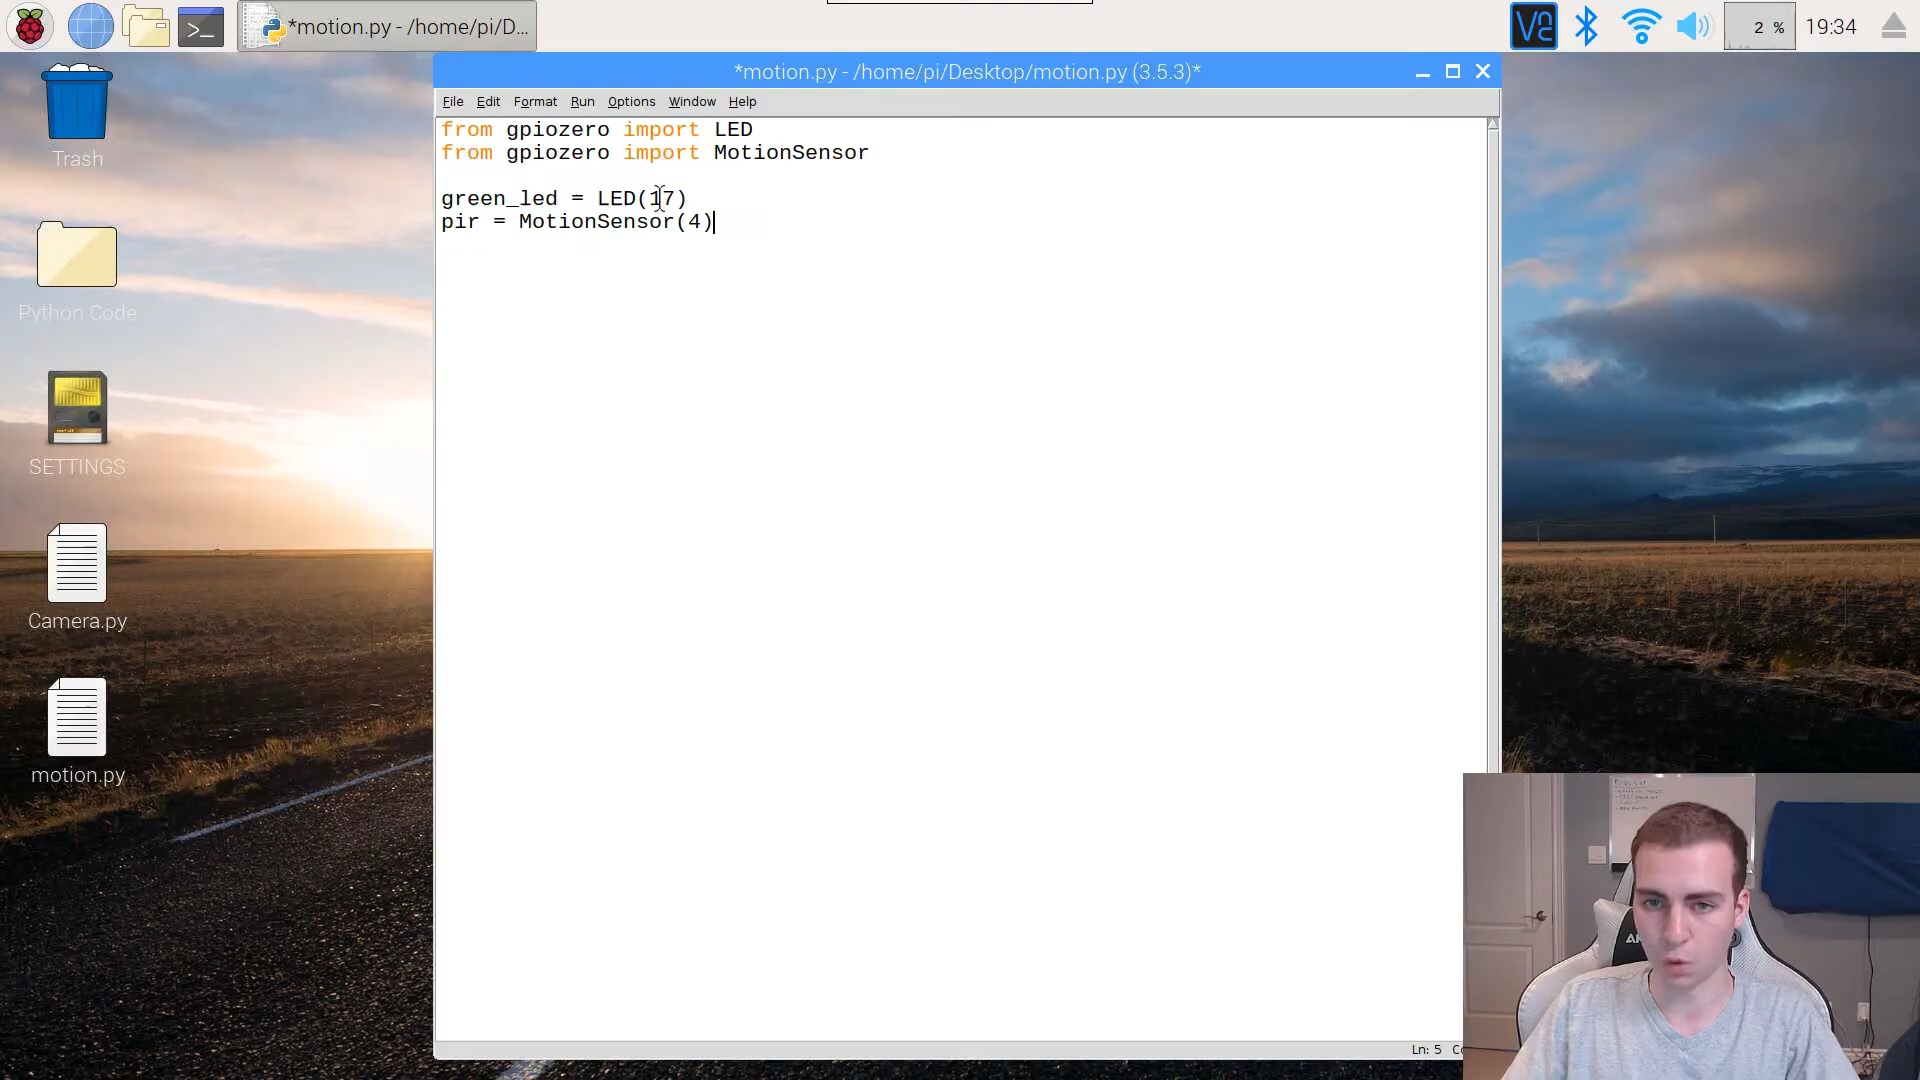 *motion.py - /home/pi/D...
2 %
19:34
*motion.py - /home/pi/Desktop/motion.py (3.5.3)*
File Edit Format Run Options Window Help
from gpiozero import LED
from gpiozero import MotionSensor
green_led = LED(17)
pir = MotionSensor(4)
Trash
Python Code
SETTINGS
Camera.py
motion.py
Ln: 5